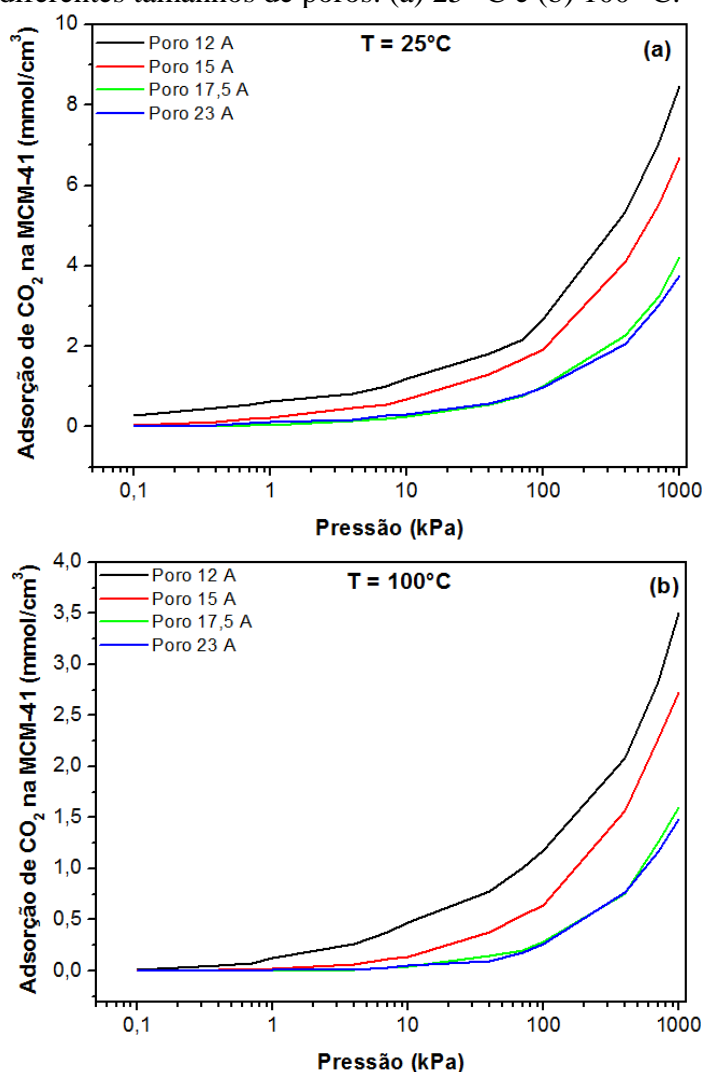 diferentes tamanhos de poros: (a) 25 °C e (b) 100 °C.
10
8
6
4
2
0
Adsorção de CO2 na MCM-41 (mmol/cm3)
Poro 12 A
Poro 15 A
Poro 17,5 A
Poro 23 A
T = 25°C
(a)
0,1
1
10
100
1000
Pressão (kPa)
4,0
3,5
3,0
2,5
2,0
1,5
1,0
0,5
0,0
Adsorção de CO2 na MCM-41 (mmol/cm3)
Poro 12 A
Poro 15 A
Poro 17,5 A
Poro 23 A
T = 100°C
(b)
0,1
1
10
100
1000
Pressão (kPa)